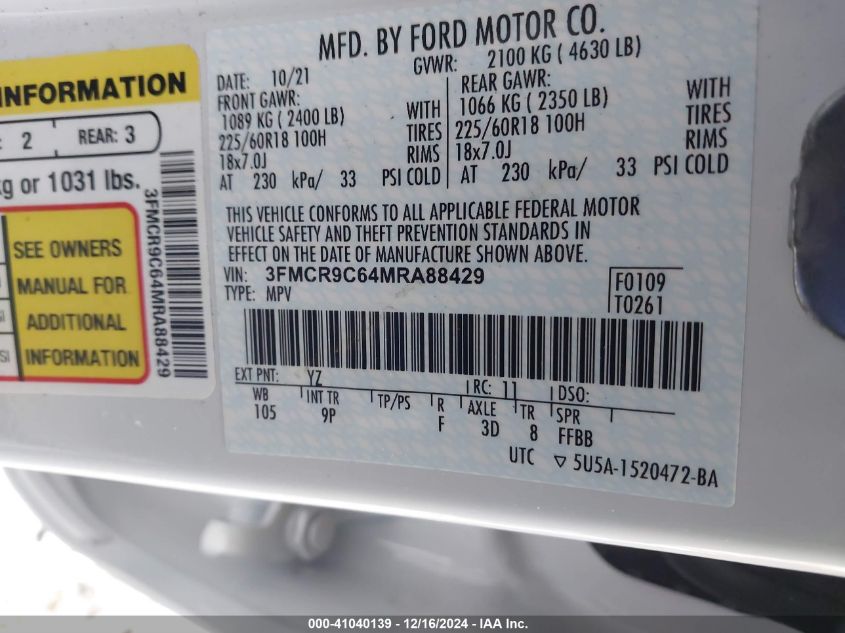 INFORMATION
2 REAR: 3
kg or 1031 lbs.
SEE OWNERS
MANUAL FOR
ADDITIONAL
INFORMATION
3FMCR9C64MRA88429
MFD. BY FORD MOTOR CO.
DATE: 10/21 GVWR: 2100 KG ( 4630 LB)
FRONT GAWR: REAR GAWR:
1089 KG ( 2400 LB) WITH 1066 KG ( 2350 LB) WITH
225/60R18 100H TIRES 225/60R18 100H TIRES
18x7.0J RIMS 18x7.0J RIMS
AT 230 kPa/ 33 PSI COLD AT 230 kPa/ 33 PSI COLD
THIS VEHICLE CONFORMS TO ALL APPLICABLE FEDERAL MOTOR
VEHICLE SAFETY AND THEFT PREVENTION STANDARDS IN
EFFECT ON THE DATE OF MANUFACTURE SHOWN ABOVE.
VIN: 3FMCR9C64MRA88429 F0109
TYPE: MPV T0261
EXT PNT: YZ RC: 11 DSO:
WB INT TR TP/PS R AXLE TR SPR
105 9P F 3D 8 FFBB
UTC ▽ 5U5A-1520472-BA
000-41040139 - 12/16/2024 - IAA Inc.